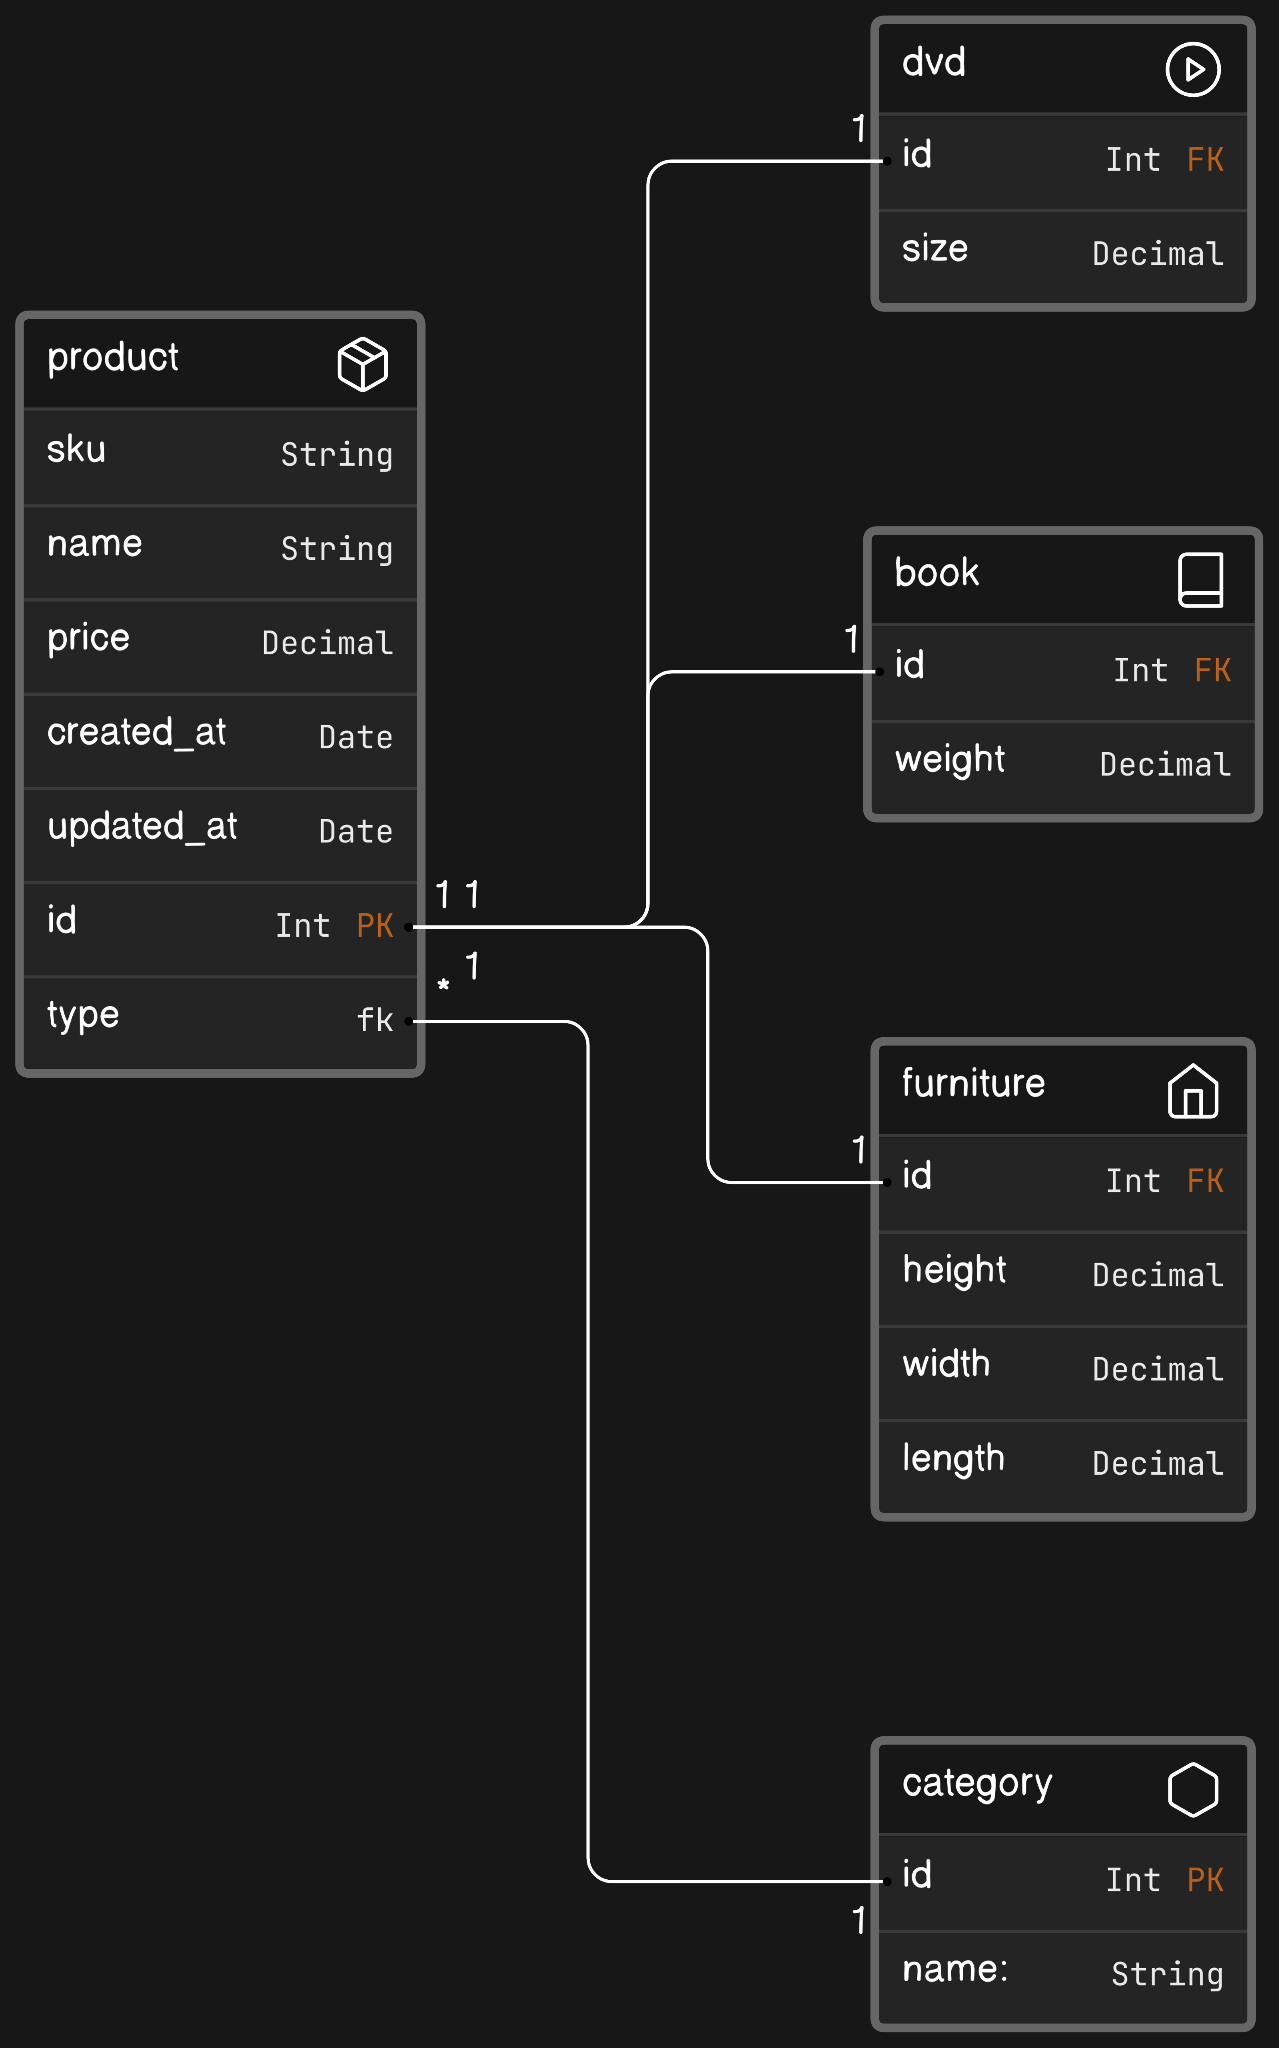 dvd
1
id Int FK
size Decimal
product
sku String
name String
price Decimal
created_at Date
updated_at Date
id Int PK
1 1
1
*
type fk
book
1
id Int FK
weight Decimal
furniture
1
id Int FK
height Decimal
width Decimal
length Decimal
category
id Int PK
1
name: String